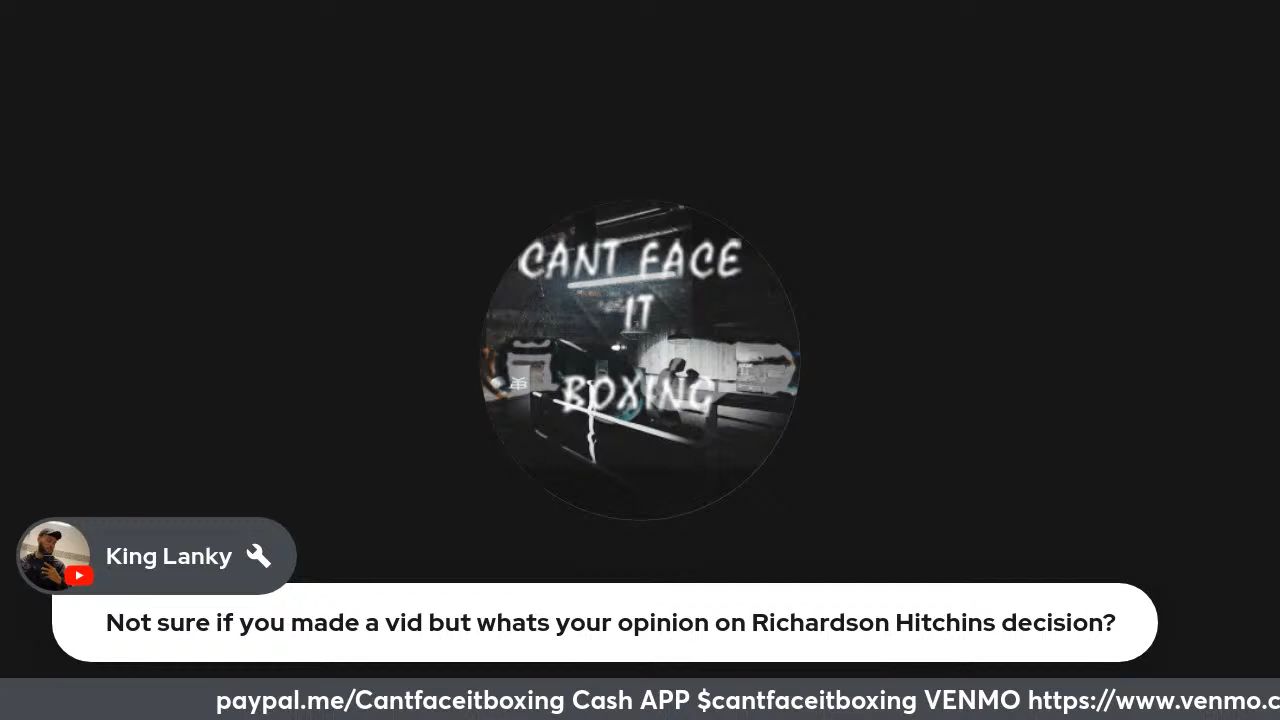 CANT FACE
IT
BOXING
King Lanky
Not sure if you made a vid but whats your opinion on Richardson Hitchins decision?
paypal.me/Cantfaceitboxing Cash APP $cantfaceitboxing VENMO https://www.venmo.c